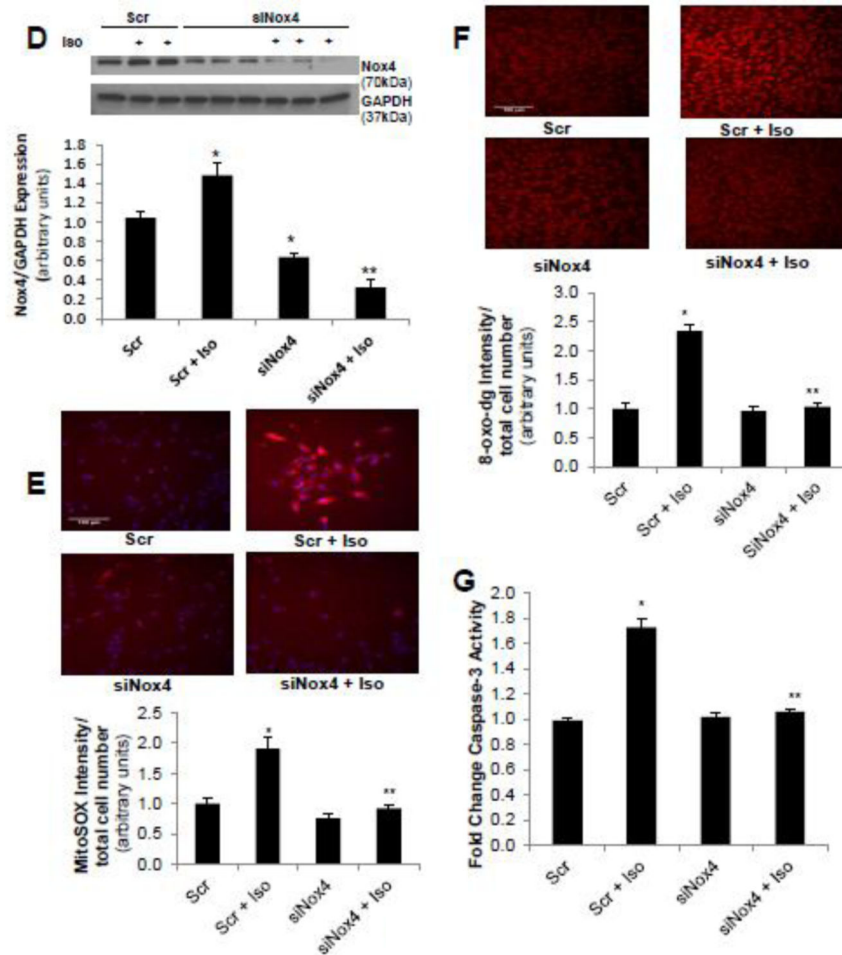 D
Scr siNox4
Iso + + + + +
Nox4
(70kDa)
GAPDH
(37kDa)
Nox4/GAPDH Expression
(arbitrary units)
1.8
1.6
1.4
1.2
1.0
0.8
0.6
0.4
0.2
0.0
*
*
**
Scr
Scr + Iso
siNox4
siNox4 + Iso
E
Scr
Scr + Iso
siNox4
siNox4 + Iso
MitoSOX Intensity/
total cell number
(arbitrary units)
2.5
2.0
1.5
1.0
0.5
0.0
*
**
Scr
Scr + Iso
siNox4
siNox4 + Iso
F
Scr
Scr + Iso
siNox4
siNox4 + Iso
8-oxo-dg Intensity/
total cell number
(arbitrary units)
3.0
2.5
2.0
1.5
1.0
0.5
0.0
*
**
Scr
Scr + Iso
siNox4
SiNox4 + Iso
G
Fold Change Caspase-3 Activity
2.0
1.8
1.6
1.4
1.2
1.0
0.8
0.6
0.4
0.2
0.0
*
**
Scr
Scr + Iso
siNox4
siNox4 + Iso